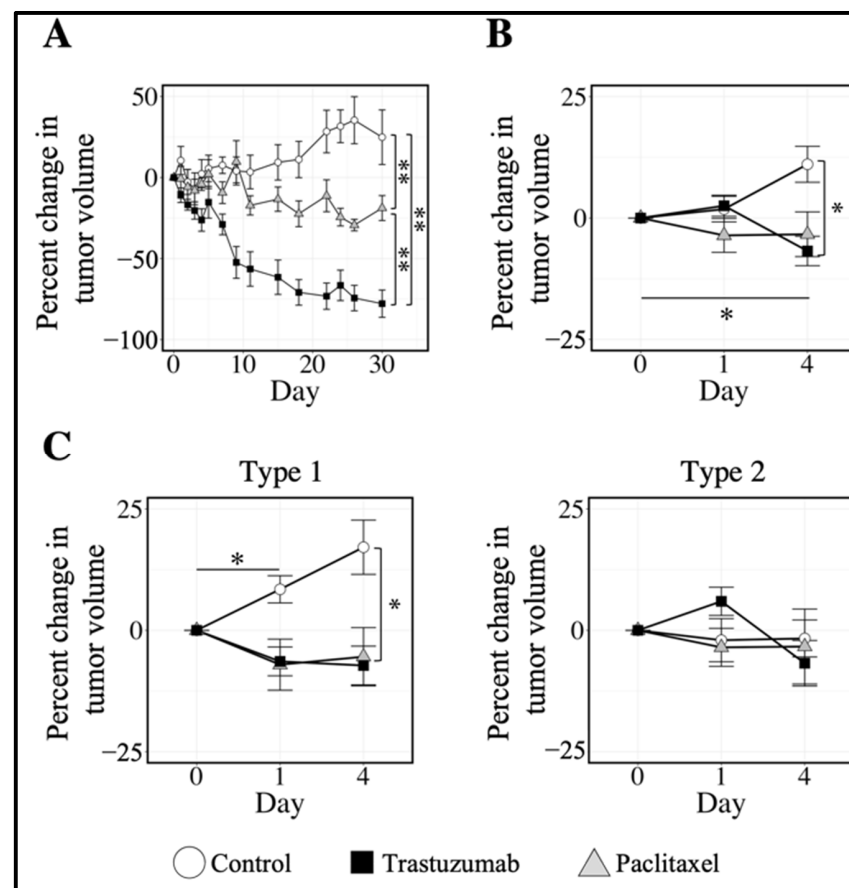 A
Percent change in
tumor volume
50
0
−50
−100
0
10
20
30
Day
**
**
**
B
Percent change in
tumor volume
25
0
−25
0
1
4
Day
*
*
C
Type 1
Percent change in
tumor volume
25
0
−25
0
1
4
Day
*
*
Type 2
Percent change in
tumor volume
25
0
−25
0
1
4
Day
Control
Trastuzumab
Paclitaxel